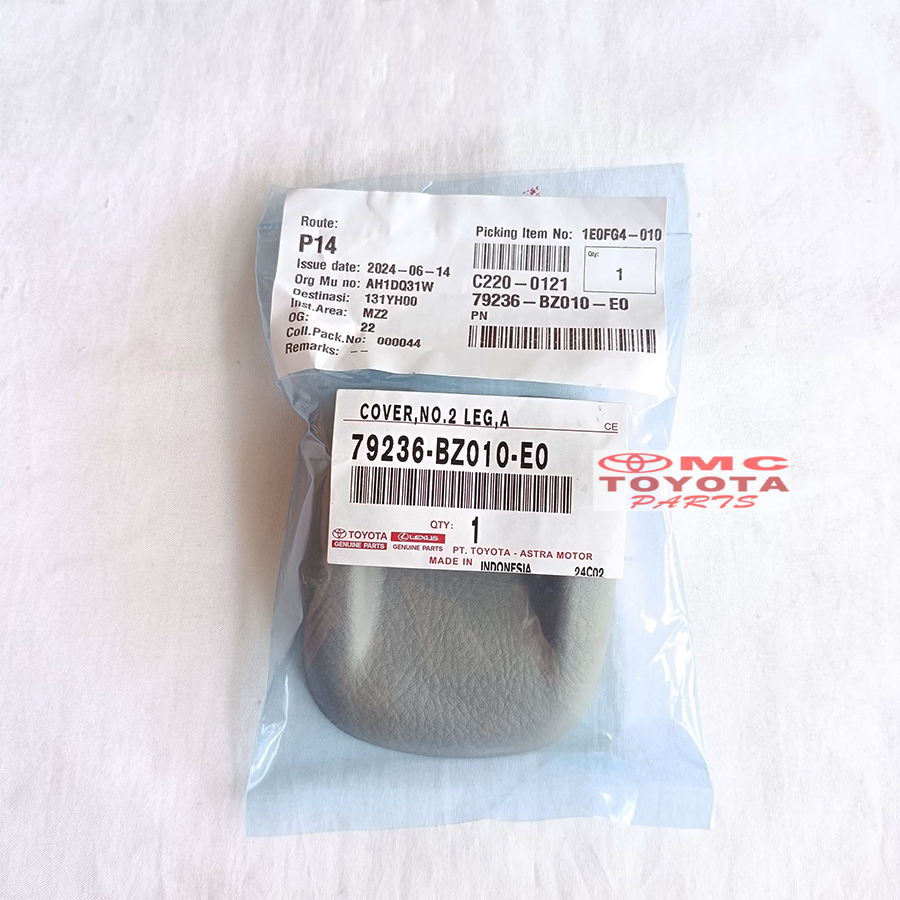 Route:
P14
Issue date: 2024-06-14
Org Mu no: AH1DQ31W
Destinasi: 131YH00
Inst.Area: MZ2
OG: 22
Coll.Pack.No: 000044
Remarks: --
Picking Item No: 1E0FG4-010
Qty:
1
C220-0121
79236-BZ010-E0
PN
COVER,NO.2 LEG,A
CE
79236-BZ010-E0
QTY: 1
TOYOTA LEXUS
GENUINE PARTS GENUINE PARTS PT. TOYOTA - ASTRA MOTOR
MADE IN INDONESIA 24C02
MC
TOYOTA
PARTS